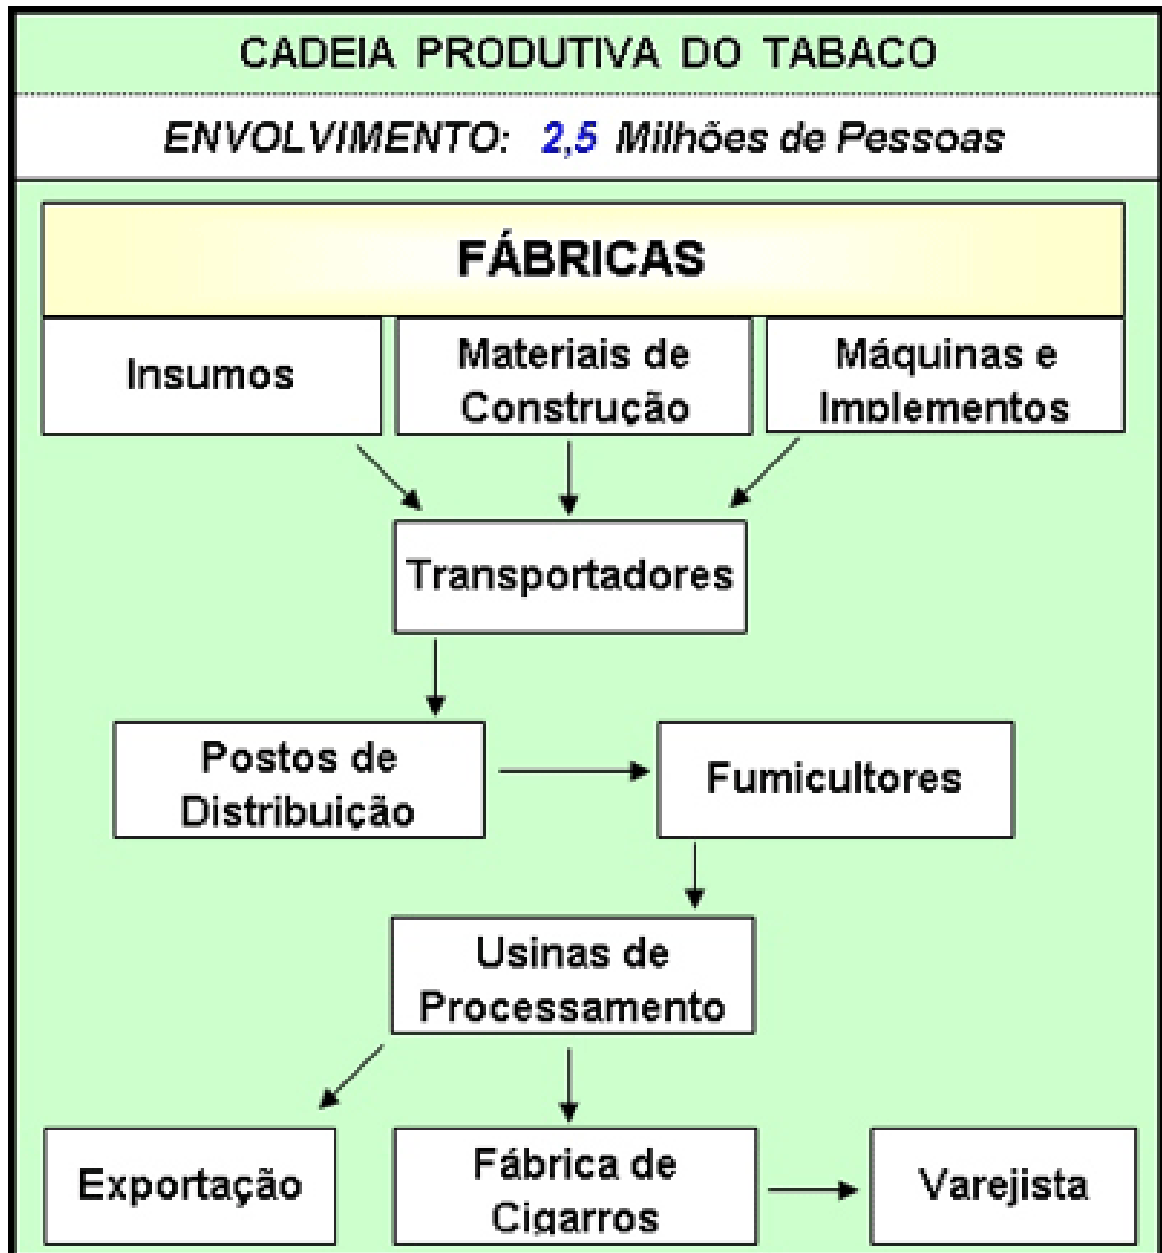 CADEIA PRODUTIVA DO TABACO
ENVOLVIMENTO: 2,5 Milhões de Pessoas
FÁBRICAS
Insumos
Materiais de
Construção
Máquinas e
Implementos
Transportadores
Postos de
Distribuição
Fumicultores
Usinas de
Processamento
Exportação
Fábrica de
Cigarros
Varejista